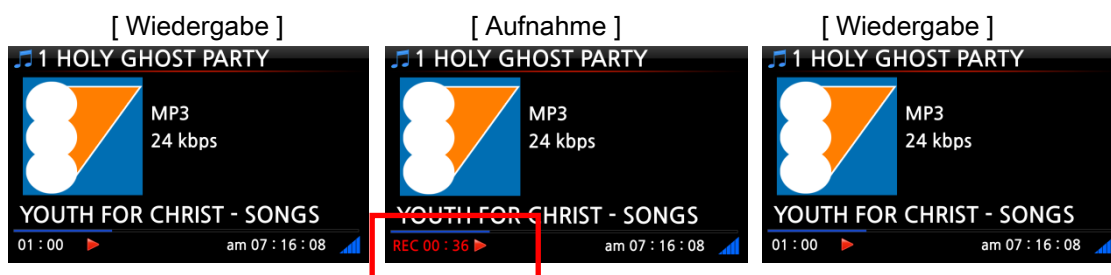 [ Wiedergabe ]
1 HOLY GHOST PARTY
MP3
24 kbps
YOUTH FOR CHRIST - SONGS
01 : 00 am 07 : 16 : 08
[ Aufnahme ]
1 HOLY GHOST PARTY
MP3
24 kbps
YOUTH FOR CHRIST - SONGS
REC 00 : 36 am 07 : 16 : 08
[ Wiedergabe ]
1 HOLY GHOST PARTY
MP3
24 kbps
YOUTH FOR CHRIST - SONGS
01 : 00 am 07 : 16 : 08